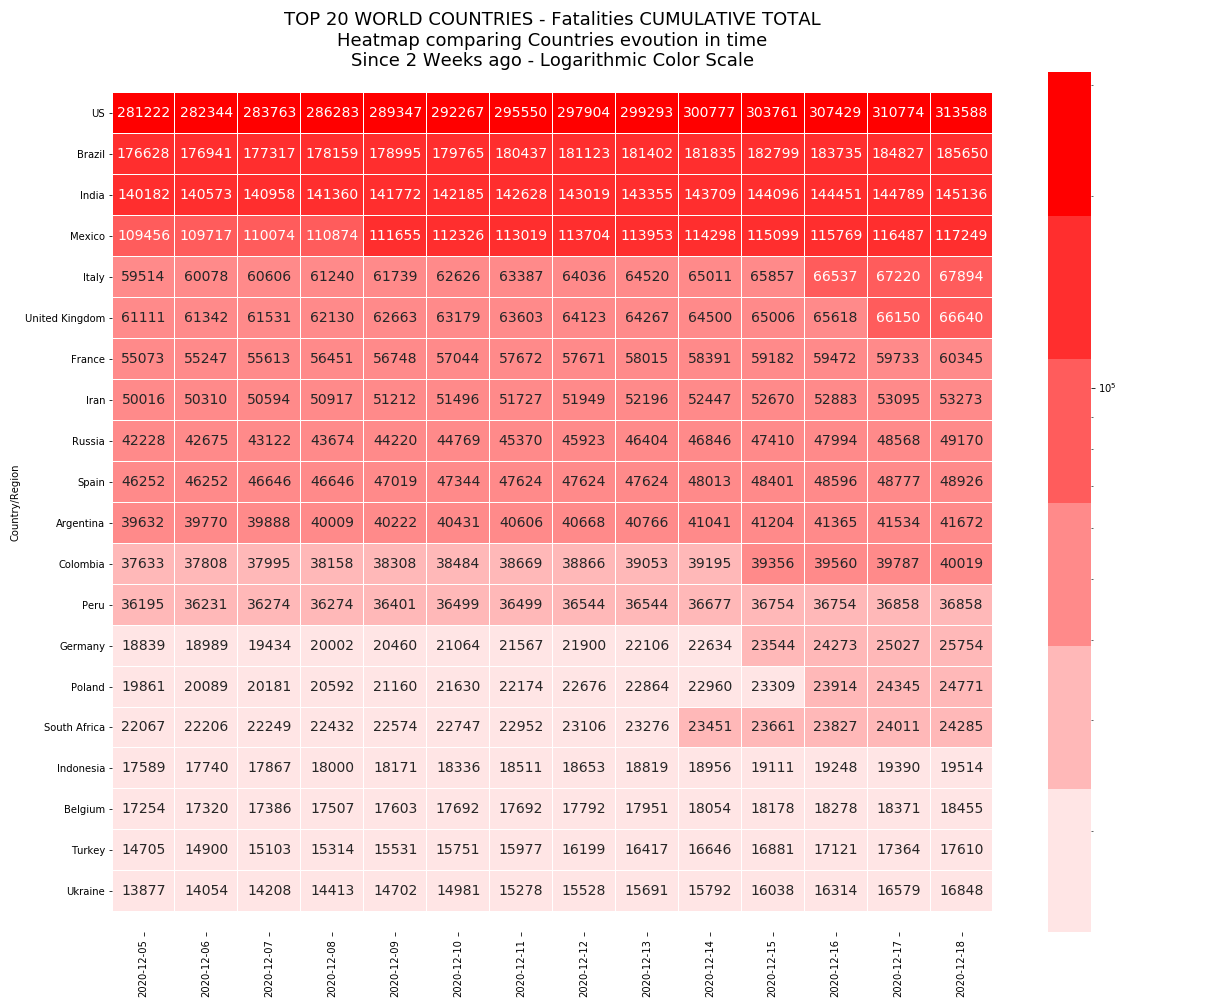 TOP 20 WORLD COUNTRIES - Fatalities CUMULATIVE TOTAL
Heatmap comparing Countries evoution in time
Since 2 Weeks ago - Logarithmic Color Scale
US 281222 282344 283763 286283 289347 292267 295550 297904 299293 300777 303761 307429 310774 313588
Brazil 176628 176941 177317 178159 178995 179765 180437 181123 181402 181835 182799 183735 184827 185650
India 140182 140573 140958 141360 141772 142185 142628 143019 143355 143709 144096 144451 144789 145136
Mexico 109456 109717 110074 110874 111655 112326 113019 113704 113953 114298 115099 115769 116487 117249
Italy 59514 60078 60606 61240 61739 62626 63387 64036 64520 65011 65857 66537 67220 67894
United Kingdom 61111 61342 61531 62130 62663 63179 63603 64123 64267 64500 65006 65618 66150 66640
France 55073 55247 55613 56451 56748 57044 57672 57671 58015 58391 59182 59472 59733 60345
Iran 50016 50310 50594 50917 51212 51496 51727 51949 52196 52447 52670 52883 53095 53273
Russia 42228 42675 43122 43674 44220 44769 45370 45923 46404 46846 47410 47994 48568 49170
Spain 46252 46252 46646 46646 47019 47344 47624 47624 47624 48013 48401 48596 48777 48926
Argentina 39632 39770 39888 40009 40222 40431 40606 40668 40766 41041 41204 41365 41534 41672
Colombia 37633 37808 37995 38158 38308 38484 38669 38866 39053 39195 39356 39560 39787 40019
Peru 36195 36231 36274 36274 36401 36499 36499 36544 36544 36677 36754 36754 36858 36858
Germany 18839 18989 19434 20002 20460 21064 21567 21900 22106 22634 23544 24273 25027 25754
Poland 19861 20089 20181 20592 21160 21630 22174 22676 22864 22960 23309 23914 24345 24771
South Africa 22067 22206 22249 22432 22574 22747 22952 23106 23276 23451 23661 23827 24011 24285
Indonesia 17589 17740 17867 18000 18171 18336 18511 18653 18819 18956 19111 19248 19390 19514
Belgium 17254 17320 17386 17507 17603 17692 17692 17792 17951 18054 18178 18278 18371 18455
Turkey 14705 14900 15103 15314 15531 15751 15977 16199 16417 16646 16881 17121 17364 17610
Ukraine 13877 14054 14208 14413 14702 14981 15278 15528 15691 15792 16038 16314 16579 16848
2020-12-05 2020-12-06 2020-12-07 2020-12-08 2020-12-09 2020-12-10 2020-12-11 2020-12-12 2020-12-13 2020-12-14 2020-12-15 2020-12-16 2020-12-17 2020-12-18
Country/Region
10⁵